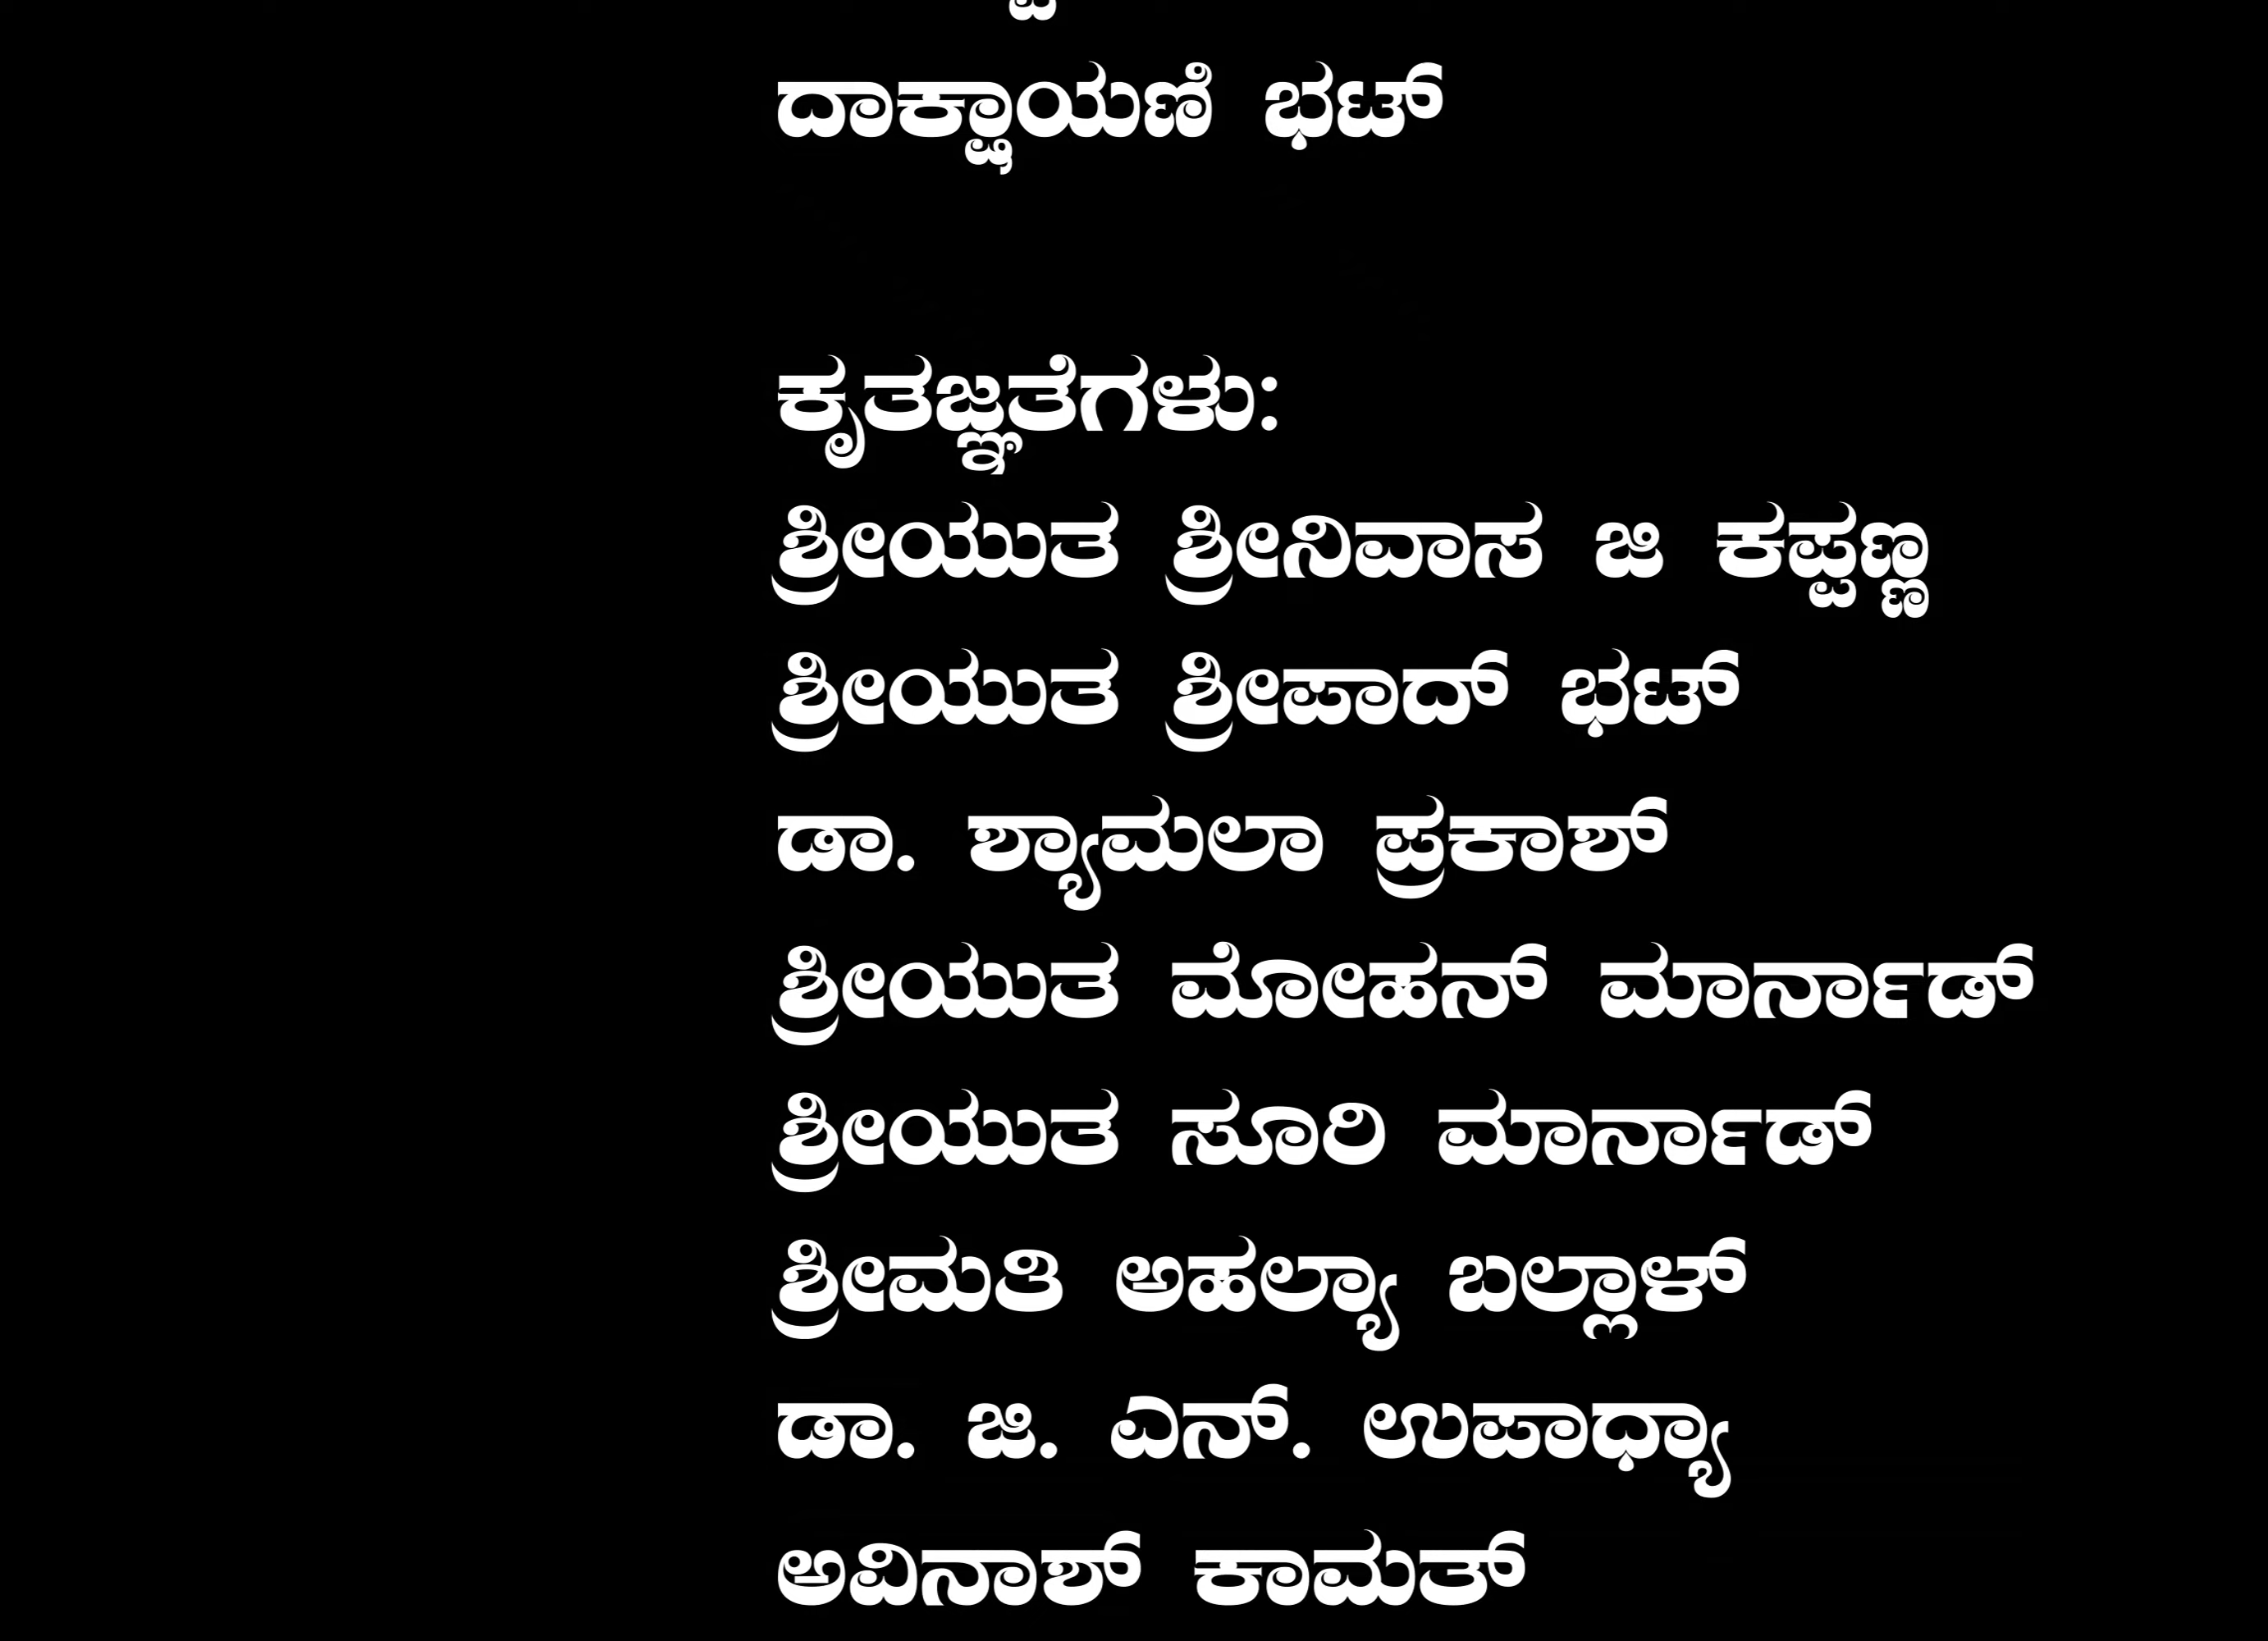 ದಾಕ್ಷಾಯಣಿ ಭಟ್
ಕೃತಜ್ಞತೆಗಳು:
ಶ್ರೀಯುತ ಶ್ರೀನಿವಾಸ ಜಿ ಕಪ್ಪಣ್ಣ
ಶ್ರೀಯುತ ಶ್ರೀಪಾದ್ ಭಟ್
ಡಾ. ಶ್ಯಾಮಲಾ ಪ್ರಕಾಶ್
ಶ್ರೀಯುತ ಮೋಹನ್ ಮಾರ್ನಾಡ್
ಶ್ರೀಯುತ ಸೂರಿ ಮಾರ್ನಾಡ್
ಶ್ರೀಮತಿ ಅಹಲ್ಯಾ ಬಲ್ಲಾಳ್
ಡಾ. ಜಿ. ಎನ್. ಉಪಾಧ್ಯಾ
ಅವಿನಾಶ್ ಕಾಮತ್